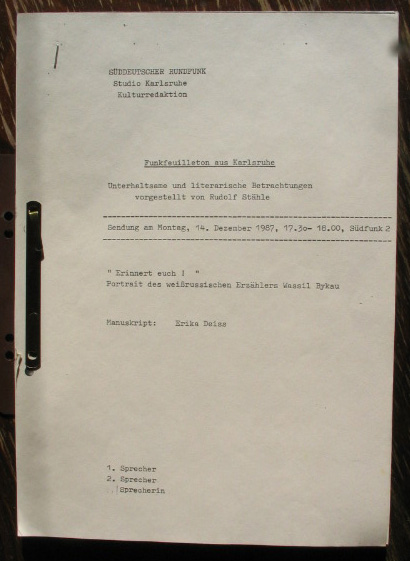 SÜDDEUTSCHER RUNDFUNK
Studio Karlsruhe
Kulturredaktion
Funkfeuilleton aus Karlsruhe
Unterhaltsame und literarische Betrachtungen
vorgestellt von Rudolf Stähle
Sendung am Montag, 14. Dezember 1987, 17.30- 18.00, Südfunk 2
" Erinnert euch ! "
Portrait des weißrussischen Erzählers Wassil Bykau
Manuskript: Erika Deiss
1. Sprecher
2. Sprecher
Sprecherin